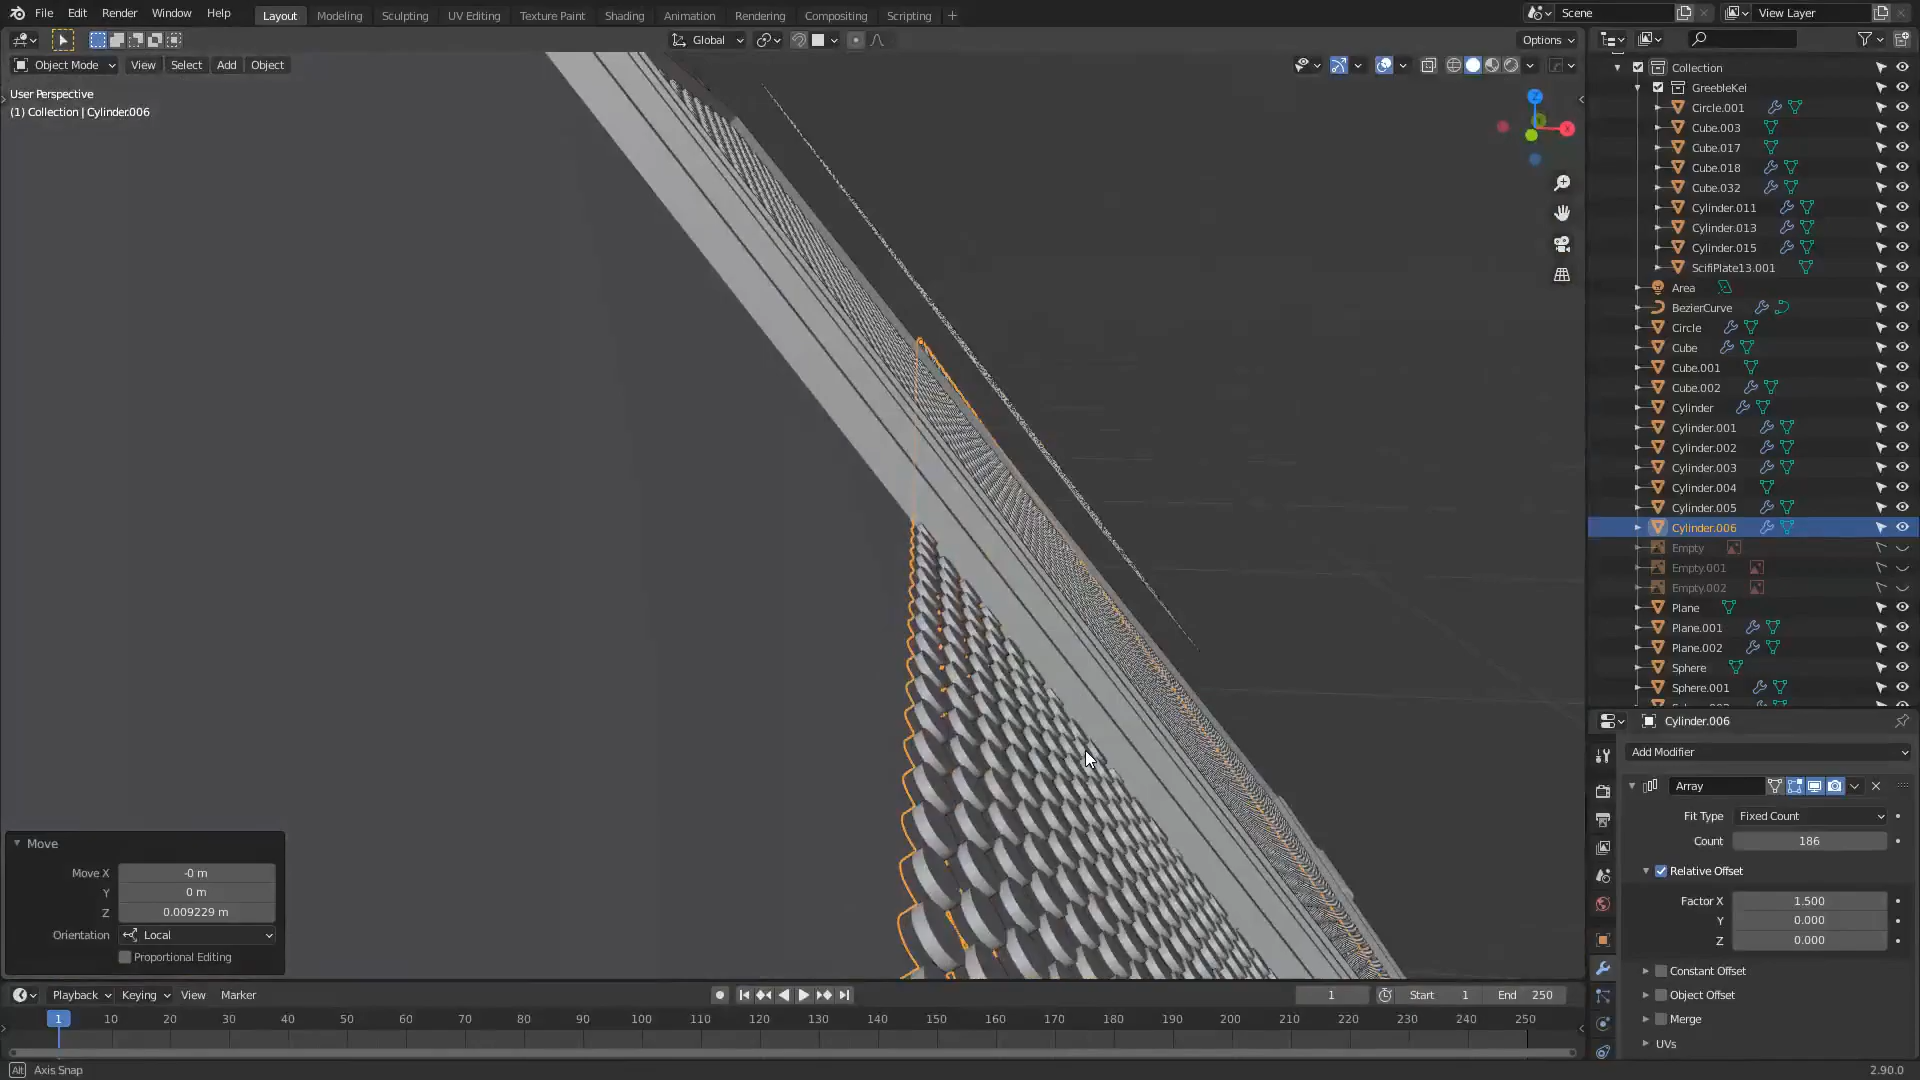 File Edit Render Window Help
Layout Modeling Sculpting UV Editing Texture Paint Shading Animation Rendering Compositing Scripting +
Scene
View Layer
Global
Options
Object Mode View Select Add Object
User Perspective
(1) Collection | Cylinder.006
Collection
GreebleKei
Circle.001
Cube.003
Cube.017
Cube.018
Cube.032
Cylinder.011
Cylinder.013
Cylinder.015
ScifiPlate13.001
Area
BezierCurve
Circle
Cube
Cube.001
Cube.002
Cylinder
Cylinder.001
Cylinder.002
Cylinder.003
Cylinder.004
Cylinder.005
Cylinder.006
Empty
Empty.001
Empty.002
Plane
Plane.001
Plane.002
Sphere
Sphere.001
Cylinder.006
Add Modifier
Array
Fit Type Fixed Count
Count 186
Relative Offset
Factor X 1.500
Y 0.000
Z 0.000
Constant Offset
Object Offset
Merge
UVs
Move
Move X -0 m
Y 0 m
Z 0.009229 m
Orientation Local
Proportional Editing
Playback Keying View Marker
1 Start 1 End 250
1 10 20 30 40 50 60 70 80 90 100 110 120 130 140 150 160 170 180 190 200 210 220 230 240 250
Alt Axis Snap
2.90.0